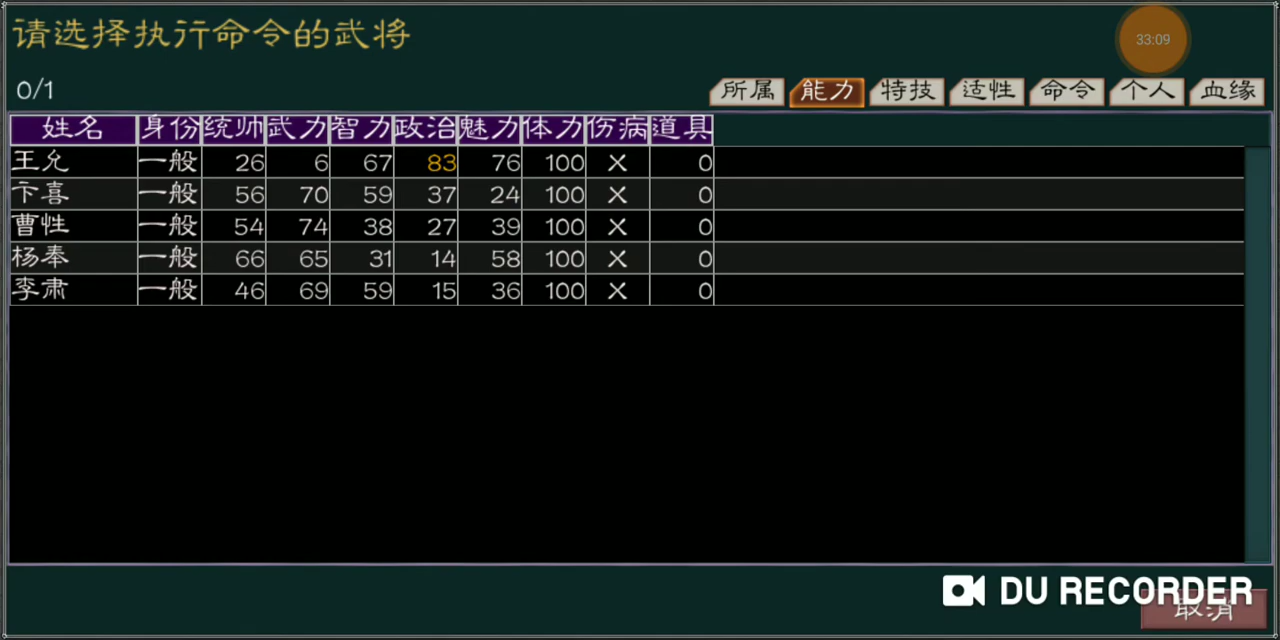 请选择执行命令的武将
33:09
0/1
所属 能力 特技 适性 命令 个人 血缘
姓名 身份 统帅 武力 智力 政治 魅力 体力 伤病 道具
王允 一般 26 6 67 83 76 100 X 0
卞喜 一般 56 70 59 37 24 100 X 0
曹性 一般 54 74 38 27 39 100 X 0
杨奉 一般 66 65 31 14 58 100 X 0
李肃 一般 46 69 59 15 36 100 X 0
DU RECORDER
取消